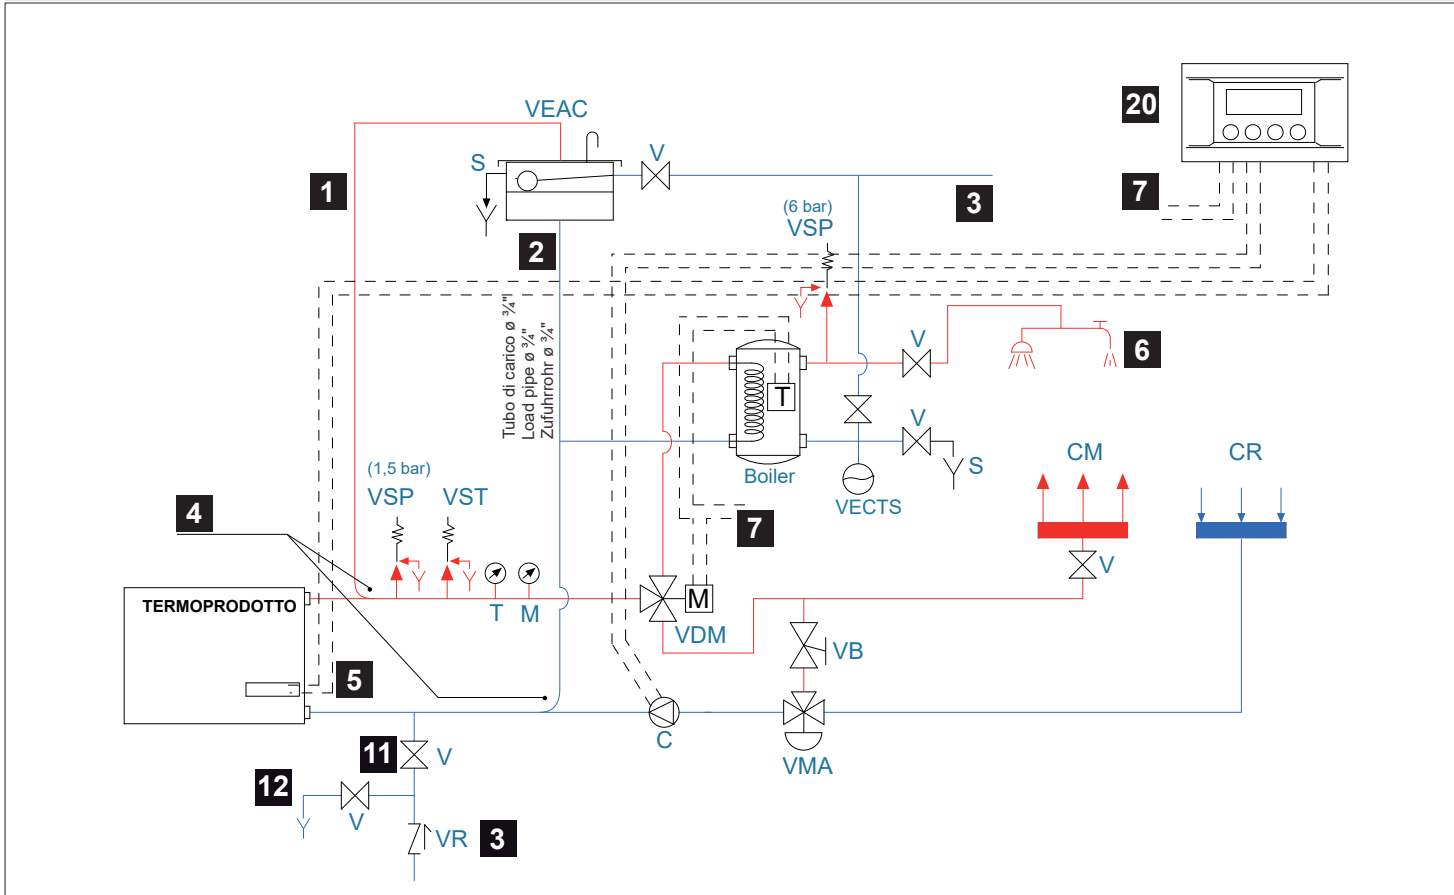 VEAC
20
S
V
1
7
3
(6 bar)
VSP
2
Tubo di carico ø ¾"
Load pipe ø ¾"
Zufuhrrohr ø ¾"
V
6
T
V
S
CM
CR
(1,5 bar)
VSP
VST
Boiler
VECTS
4
7
V
TERMOPRODOTTO
T
M
M
VDM
VB
5
C
VMA
11
V
12
V
VR
3